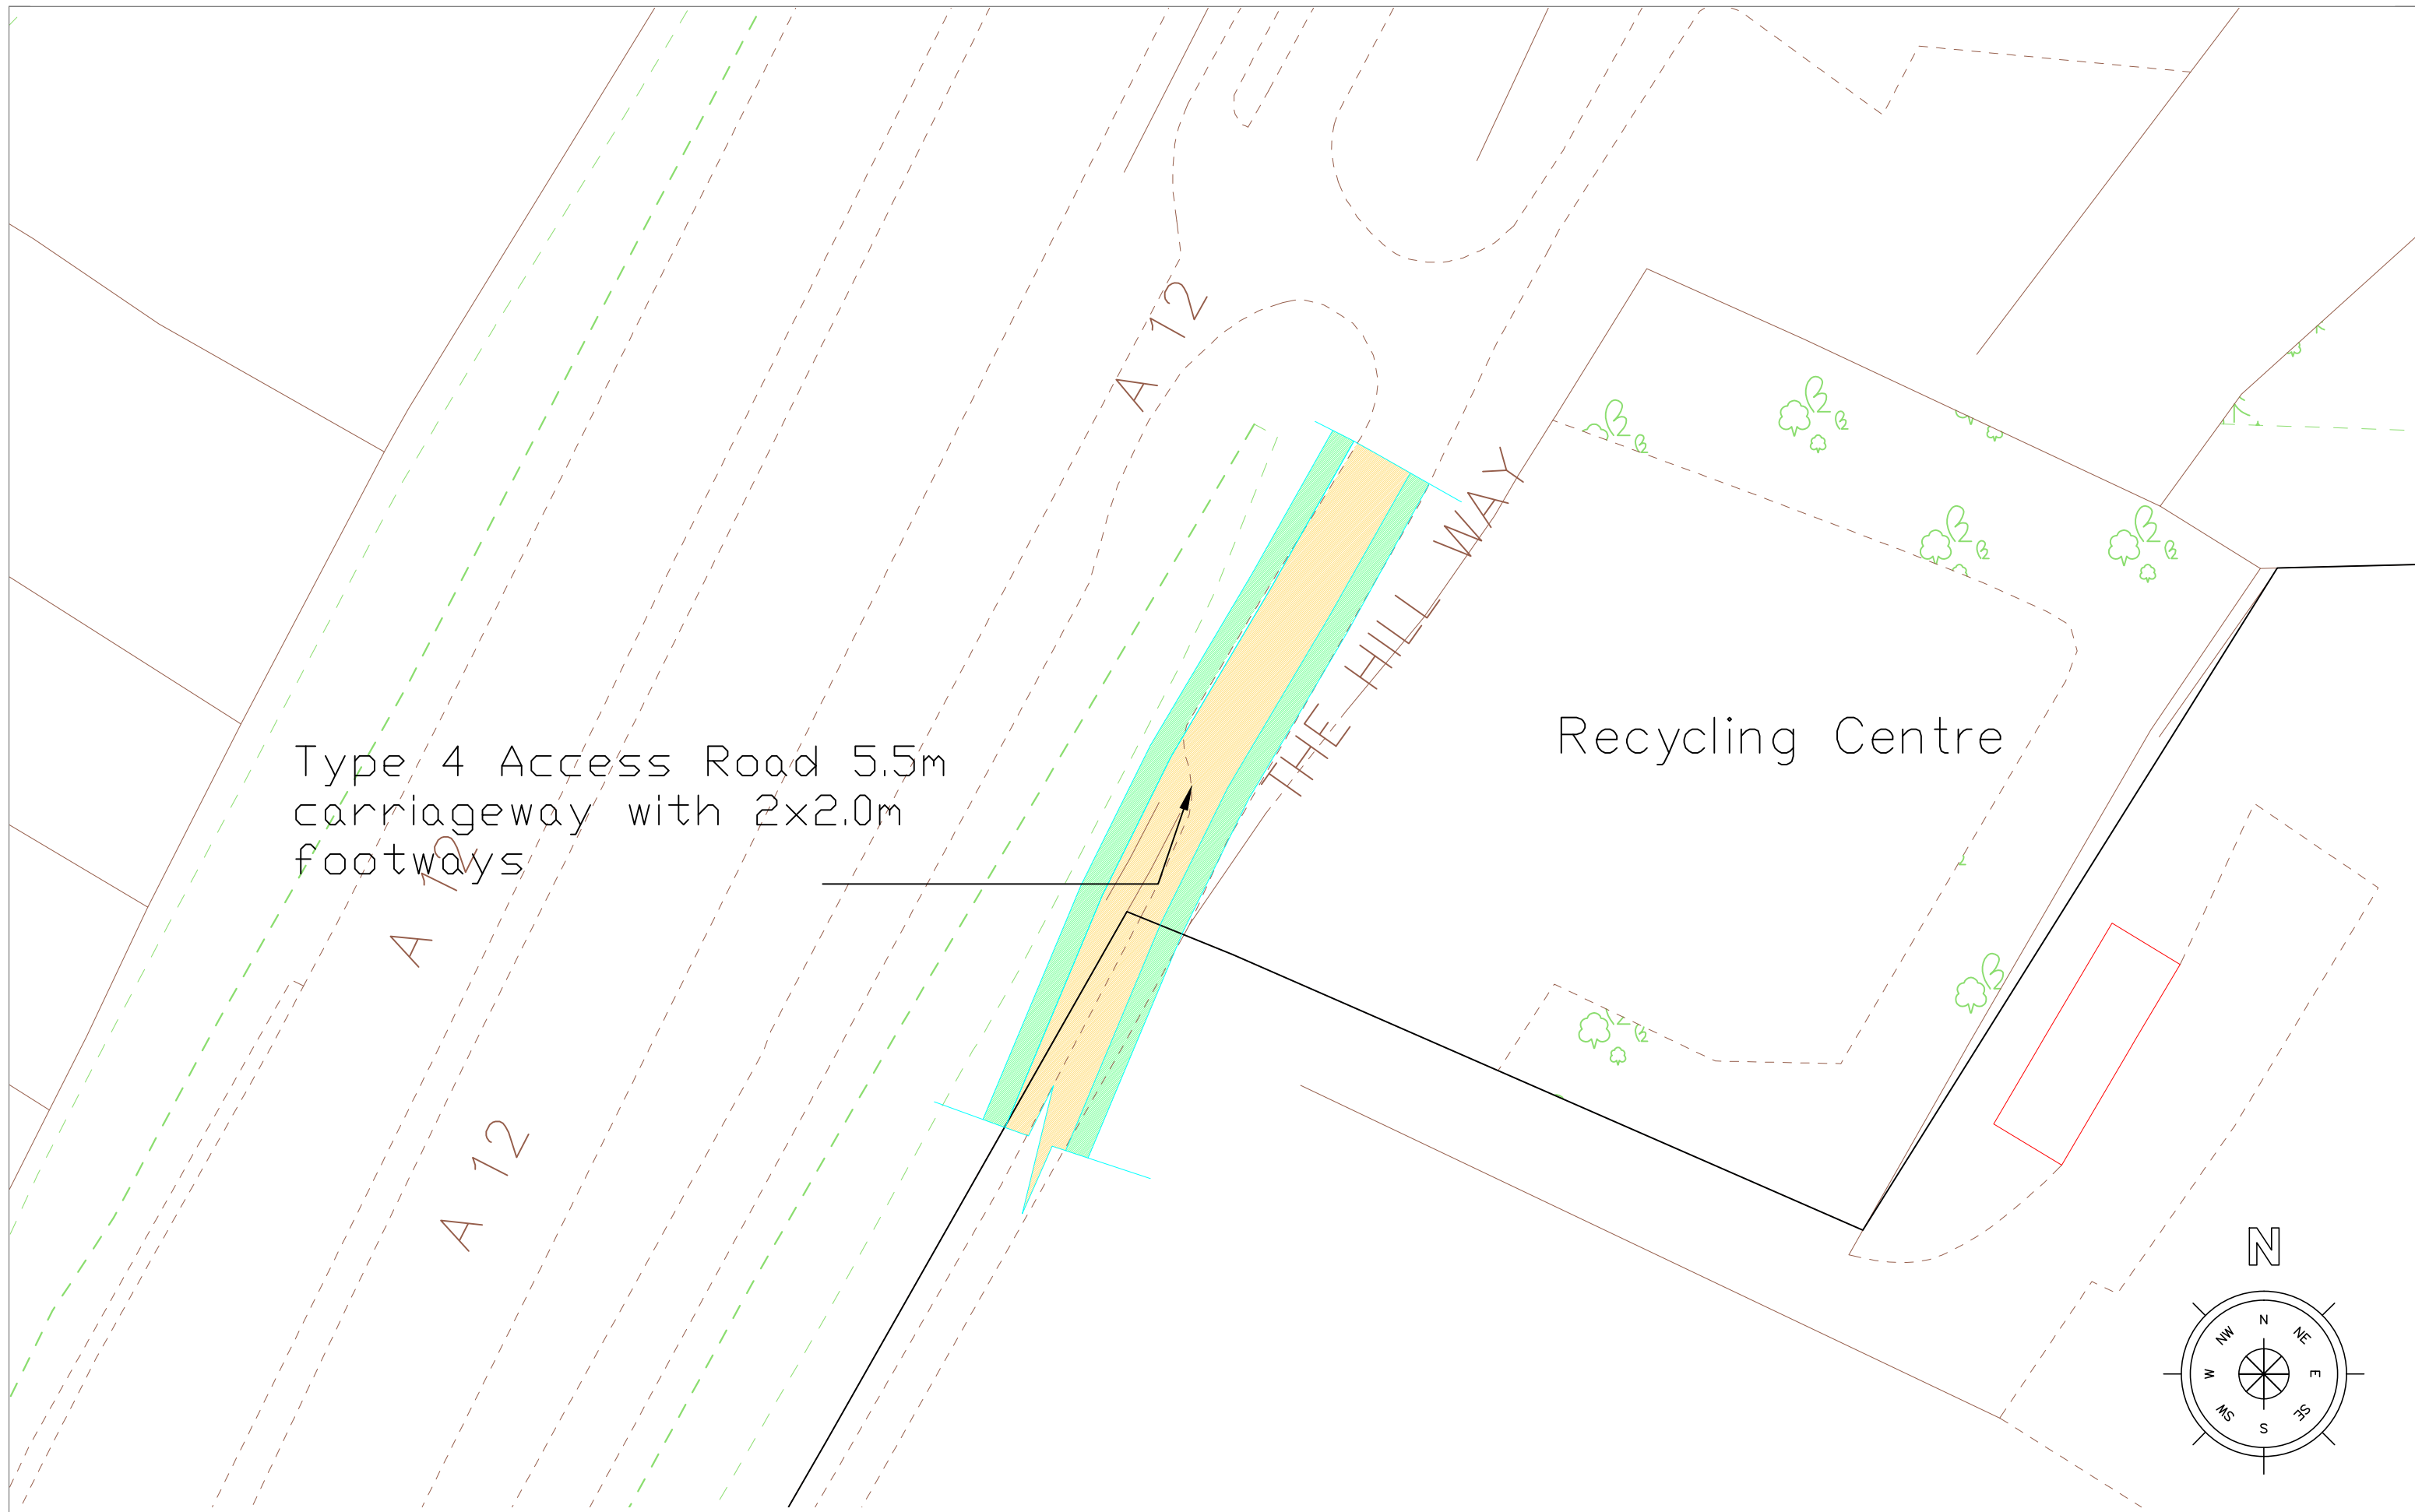 A 12
THE HILL WAY
Recycling Centre
Type 4 Access Road 5.5m
carriageway with 2x2.0m
footways
A 12
A 12
N
N
NW
NE
W
E
SW
SE
S